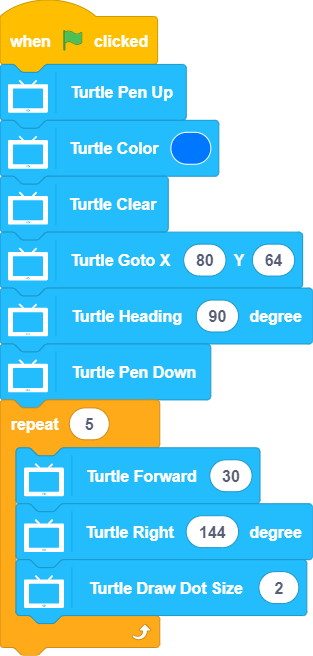 when clicked
Turtle Pen Up
Turtle Color
Turtle Clear
Turtle Goto X 80 Y 64
Turtle Heading 90 degree
Turtle Pen Down
repeat 5
Turtle Forward 30
Turtle Right 144 degree
Turtle Draw Dot Size 2